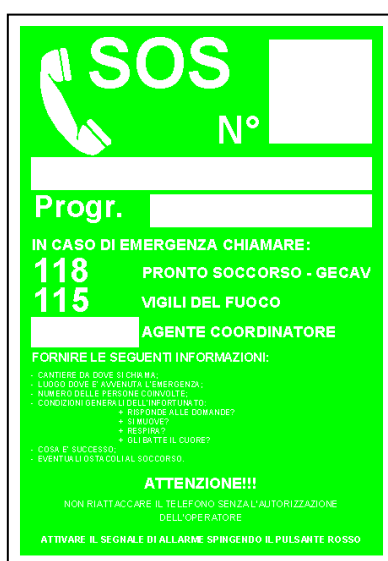 SOS
N°
Progr.
IN CASO DI EMERGENZA CHIAMARE:
118 PRONTO SOCCORSO - GECAV
115 VIGILI DEL FUOCO
AGENTE COORDINATORE
FORNIRE LE SEGUENTI INFORMAZIONI:
- CANTIERE DA DOVE SI CHIAMA;
- LUOGO DOVE E' AVVENUTA L'EMERGENZA;
- NUMERO DELLE PERSONE COINVOLTE;
- CONDIZIONI GENERALI DELL'INFORTUNATO:
+ RISPONDE ALLE DOMANDE?
+ SI MUOVE?
+ RESPIRA?
+ GLI BATTE IL CUORE?
- COSA E' SUCCESSO;
- EVENTUALI OSTACOLI AL SOCCORSO.
ATTENZIONE!!!
NON RIATTACCARE IL TELEFONO SENZA L'AUTORIZZAZIONE
DELL'OPERATORE
ATTIVARE IL SEGNALE DI ALLARME SPINGENDO IL PULSANTE ROSSO